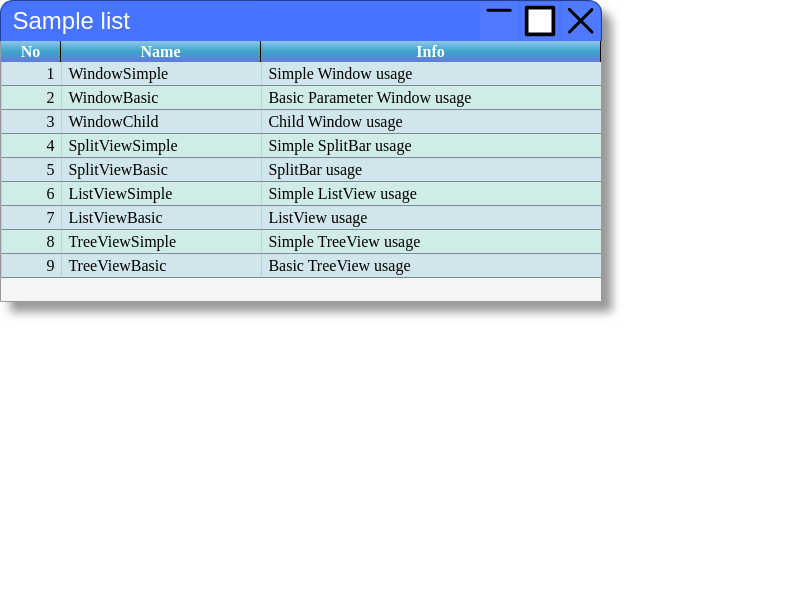 Sample list
No Name Info
1 WindowSimple Simple Window usage
2 WindowBasic Basic Parameter Window usage
3 WindowChild Child Window usage
4 SplitViewSimple Simple SplitBar usage
5 SplitViewBasic SplitBar usage
6 ListViewSimple Simple ListView usage
7 ListViewBasic ListView usage
8 TreeViewSimple Simple TreeView usage
9 TreeViewBasic Basic TreeView usage